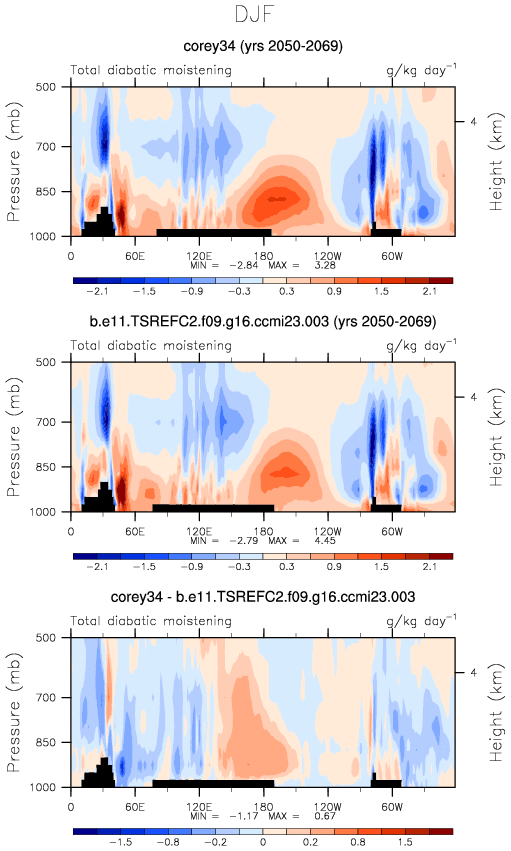 DJF
corey34 (yrs 2050-2069)
Total diabatic moistening g/kg day⁻¹
500
700
850
1000
Pressure (mb)
4
Height (km)
0 60E 120E 180 120W 60W
MIN = −2.84 MAX = 3.28
−2.1 −1.5 −0.9 −0.3 0.3 0.9 1.5 2.1
b.e11.TSREFC2.f09.g16.ccmi23.003 (yrs 2050-2069)
Total diabatic moistening g/kg day⁻¹
500
700
850
1000
Pressure (mb)
4
Height (km)
0 60E 120E 180 120W 60W
MIN = −2.79 MAX = 4.45
−2.1 −1.5 −0.9 −0.3 0.3 0.9 1.5 2.1
corey34 - b.e11.TSREFC2.f09.g16.ccmi23.003
Total diabatic moistening g/kg day⁻¹
500
700
850
1000
Pressure (mb)
4
Height (km)
0 60E 120E 180 120W 60W
MIN = −1.17 MAX = 0.67
−1.5 −0.8 −0.2 0 0.2 0.8 1.5